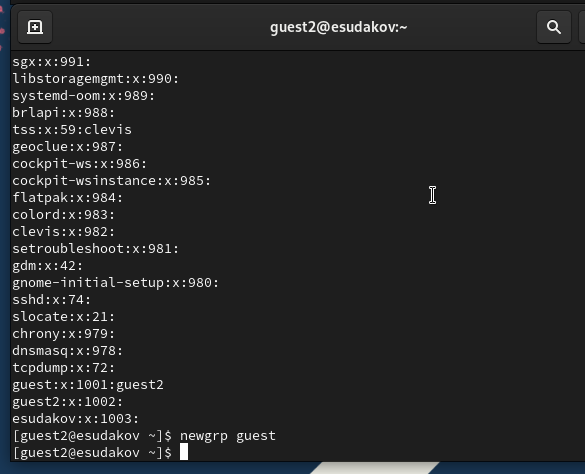 guest2@esudakov:~
sgx:x:991:
libstoragemgmt:x:990:
systemd-oom:x:989:
brlapi:x:988:
tss:x:59:clevis
geoclue:x:987:
cockpit-ws:x:986:
cockpit-wsinstance:x:985:
flatpak:x:984:
colord:x:983:
clevis:x:982:
setroubleshoot:x:981:
gdm:x:42:
gnome-initial-setup:x:980:
sshd:x:74:
slocate:x:21:
chrony:x:979:
dnsmasq:x:978:
tcpdump:x:72:
guest:x:1001:guest2
guest2:x:1002:
esudakov:x:1003:
[guest2@esudakov ~]$ newgrp guest
[guest2@esudakov ~]$